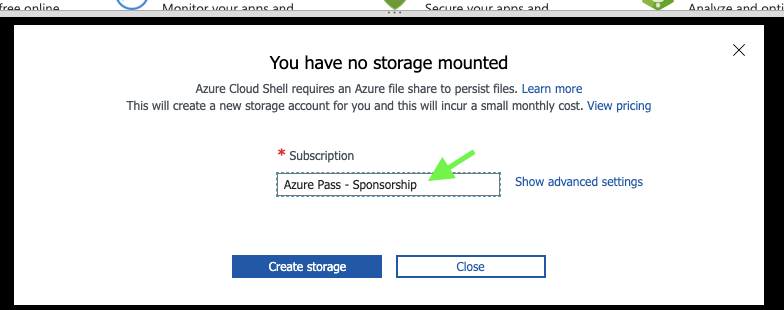 free online
Monitor your apps and
Secure your apps and
Analyze and opti
You have no storage mounted
Azure Cloud Shell requires an Azure file share to persist files. Learn more
This will create a new storage account for you and this will incur a small monthly cost. View pricing
* Subscription
Azure Pass - Sponsorship
Show advanced settings
Create storage
Close